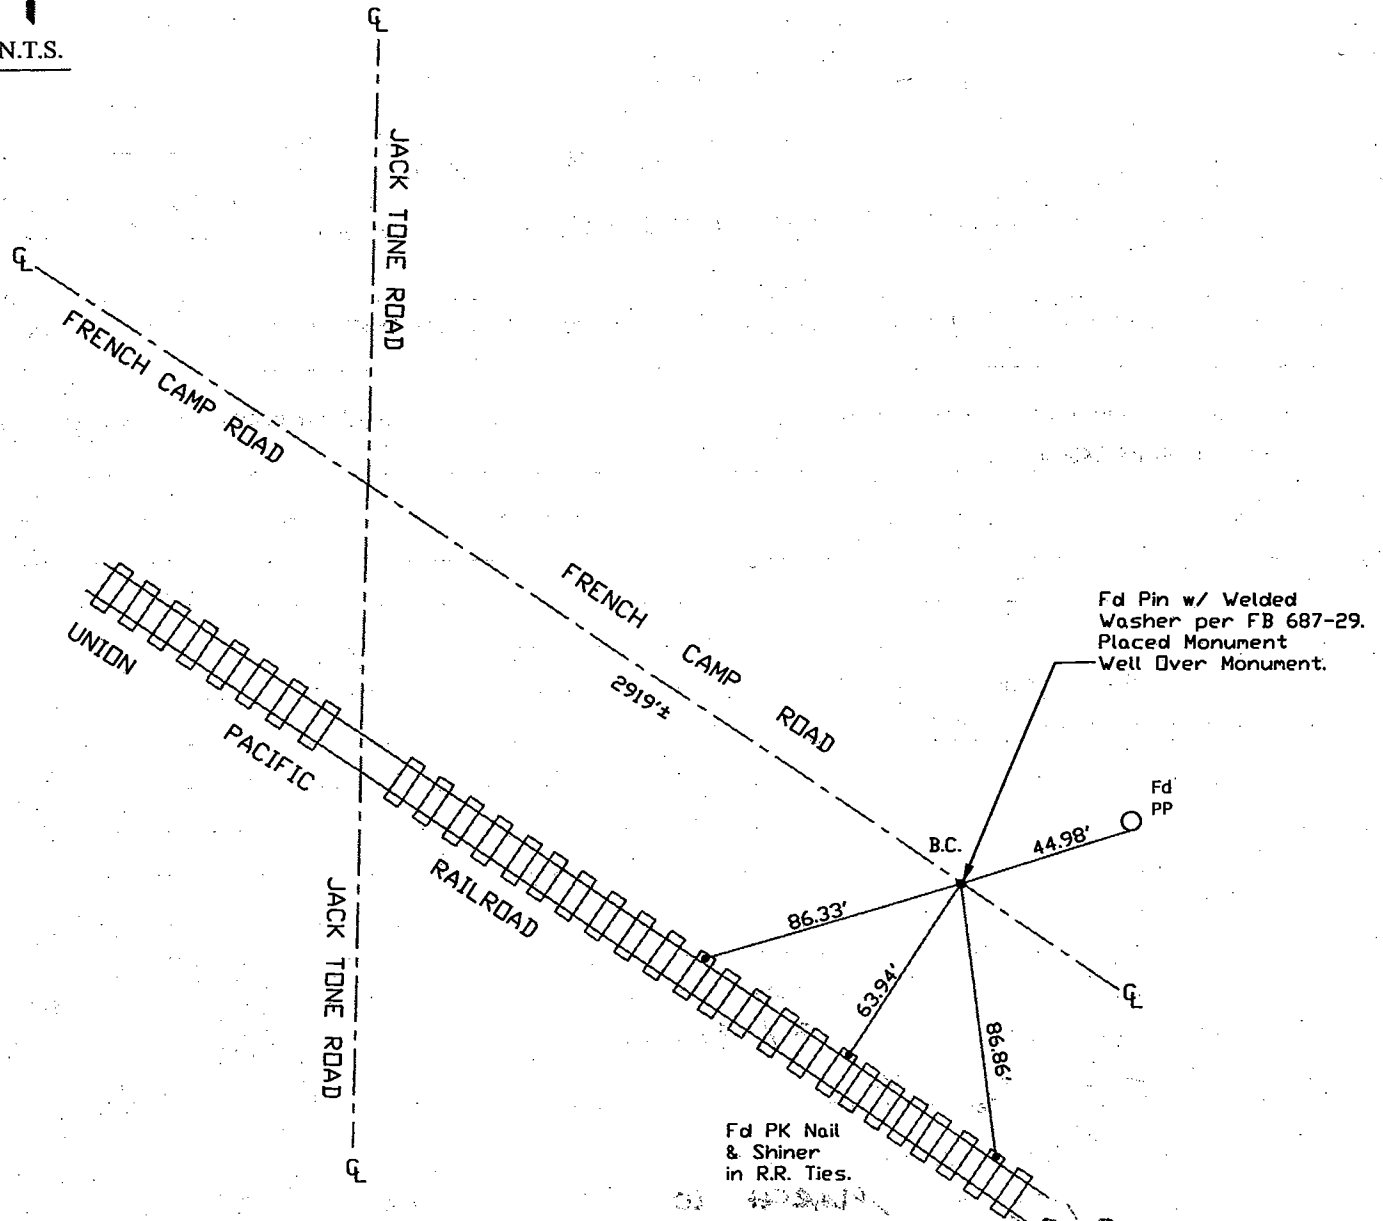 N.T.S.
℄
JACK TONE ROAD
℄
FRENCH CAMP ROAD
FRENCH CAMP ROAD
2919'±
Fd Pin w/ Welded
Washer per FB 687-29.
Placed Monument
Well Over Monument.
UNION PACIFIC RAILROAD
Fd
PP
B.C.
44.98'
86.33'
63.94'
86.86'
℄
JACK TONE ROAD
℄
Fd PK Nail
& Shiner
in R.R. Ties.